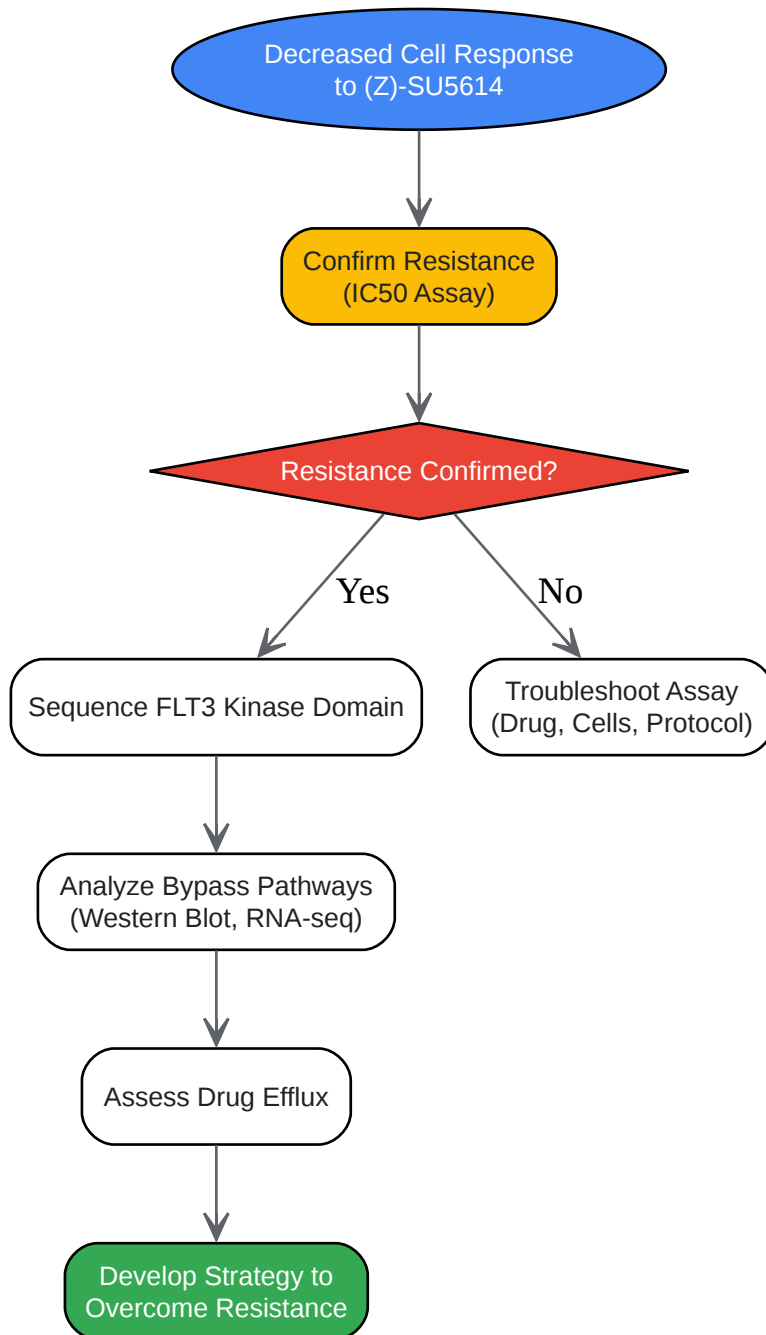 Decreased Cell Response
to (Z)-SU5614
Confirm Resistance
(IC50 Assay)
Resistance Confirmed?
Yes
No
Sequence FLT3 Kinase Domain
Troubleshoot Assay
(Drug, Cells, Protocol)
Analyze Bypass Pathways
(Western Blot, RNA-seq)
Assess Drug Efflux
Develop Strategy to
Overcome Resistance